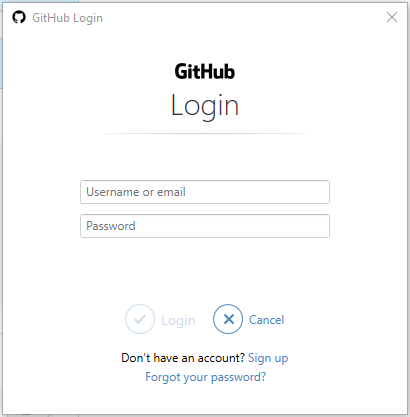 GitHub Login
GitHub
Login
Username or email
Password
Login Cancel
Don't have an account? Sign up
Forgot your password?